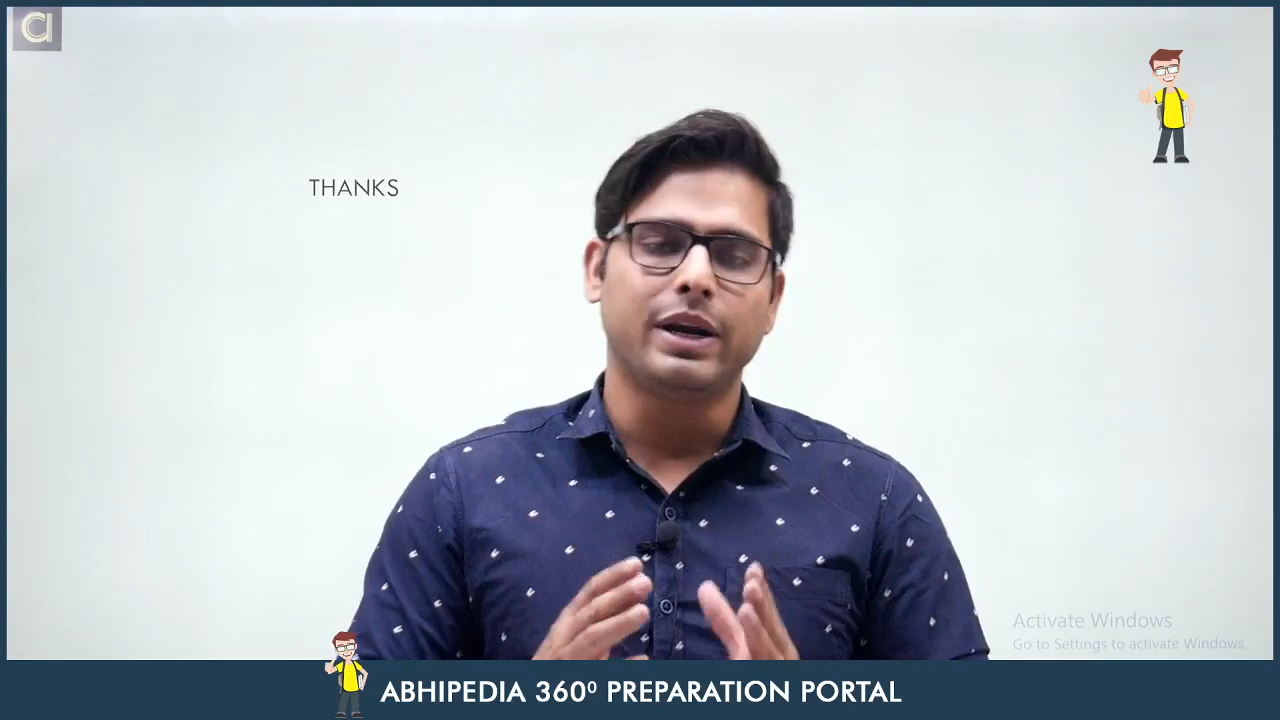 THANKS
Activate Windows
Go to Settings to activate Windows.
ABHIPEDIA 360⁰ PREPARATION PORTAL